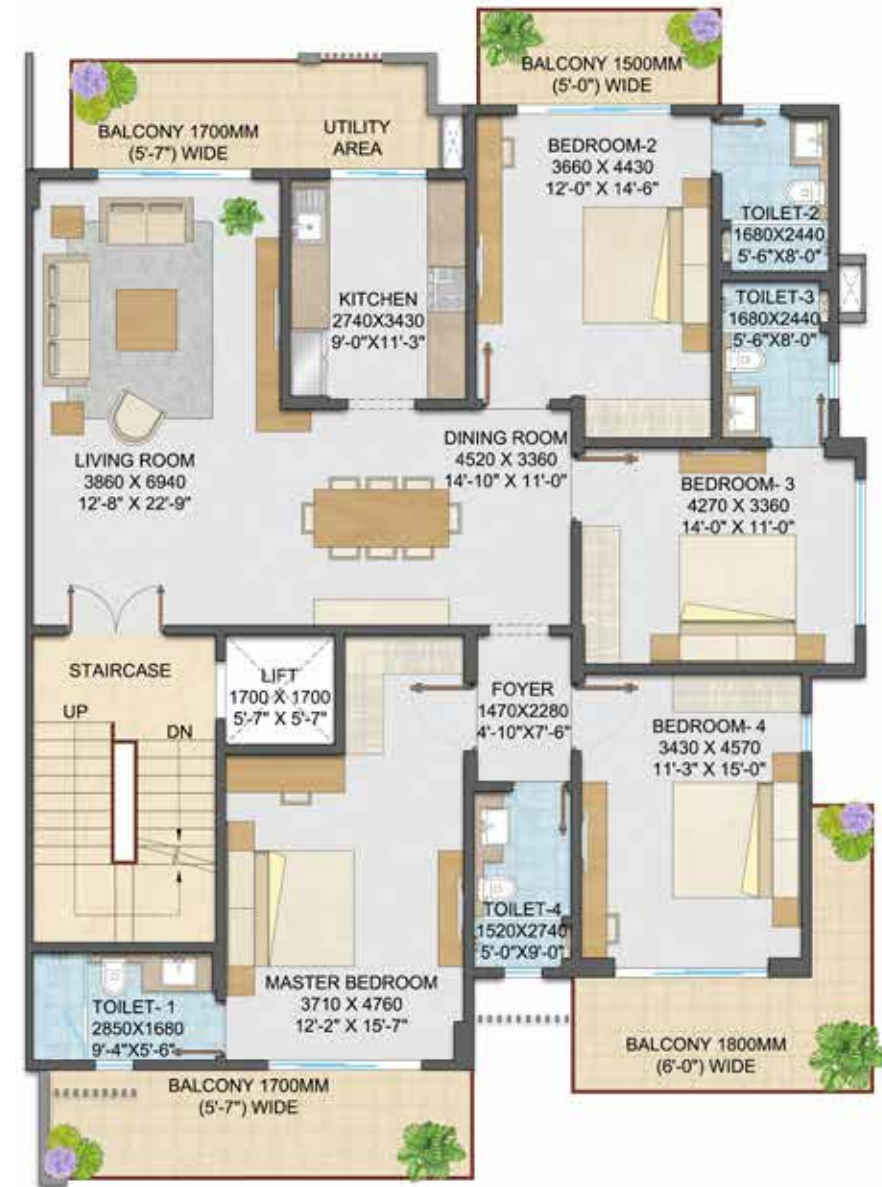 BALCONY 1500MM
(5'-0") WIDE
BALCONY 1700MM
(5'-7") WIDE
UTILITY
AREA
BEDROOM-2
3660 X 4430
12'-0" X 14'-6"
TOILET-2
1680X2440
5'-6"X8'-0"
KITCHEN
2740X3430
9'-0"X11'-3"
TOILET-3
1680X2440
5'-6"X8'-0"
LIVING ROOM
3860 X 6940
12'-8" X 22'-9"
DINING ROOM
4520 X 3360
14'-10" X 11'-0"
BEDROOM- 3
4270 X 3360
14'-0" X 11'-0"
STAIRCASE
UP
DN
LIFT
1700 X 1700
5'-7" X 5'-7"
FOYER
1470X2280
4'-10"X7'-6"
BEDROOM- 4
3430 X 4570
11'-3" X 15'-0"
TOILET-4
1520X2740
5'-0"X9'-0"
MASTER BEDROOM
3710 X 4760
12'-2" X 15'-7"
TOILET- 1
2850X1680
9'-4"X5'-6"
BALCONY 1800MM
(6'-0") WIDE
BALCONY 1700MM
(5'-7") WIDE